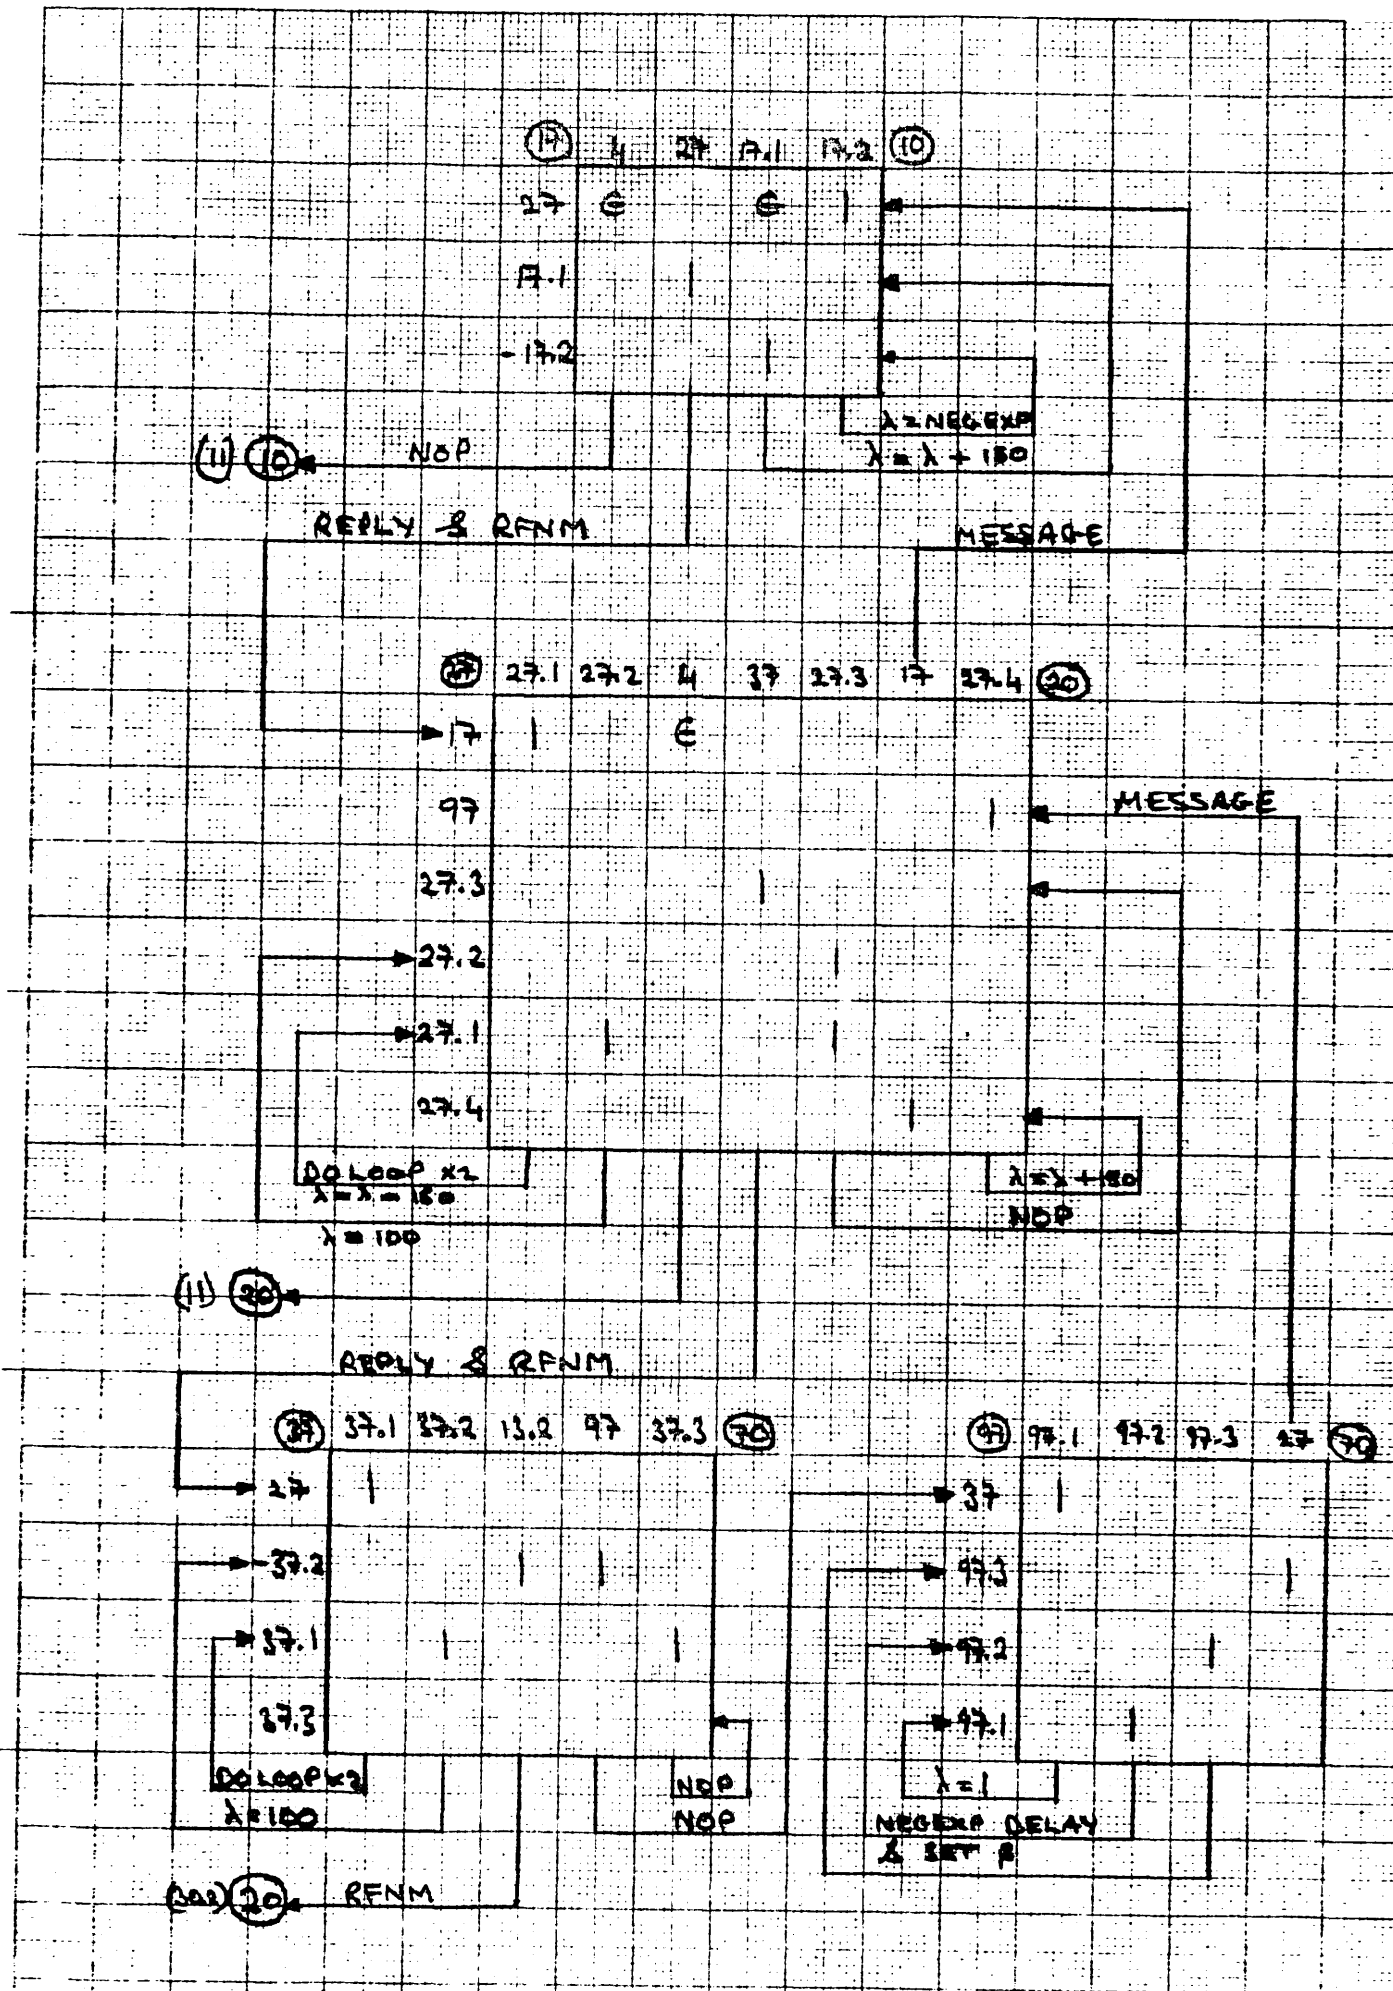 17 4 27 17.1 17.2 10
27 € € |
17.1 |
-17.2 |
λ = NEGEXP
λ = λ + 150
(11) 10 NOP
REPLY & RFNM
MESSAGE
27 27.1 27.2 4 37 27.3 17 27.4 20
17 | €
97 | MESSAGE
27.3 |
27.2 |
27.1 | |
27.4 |
DO LOOP x2
λ = λ - 150
λ = 100
NOP
(11) 20
REPLY & RFNM
37 37.1 37.2 13.2 97 37.3 70
97 97.1 97.2 97.3 27 70
27 |
37 |
-37.2 | |
97.3 |
37.1 | |
97.2 |
37.3
97.1 |
DO LOOP x2
λ = 100
NOP
NOP
λ = 1
NEGEXP DELAY
& SET β
20 RFNM